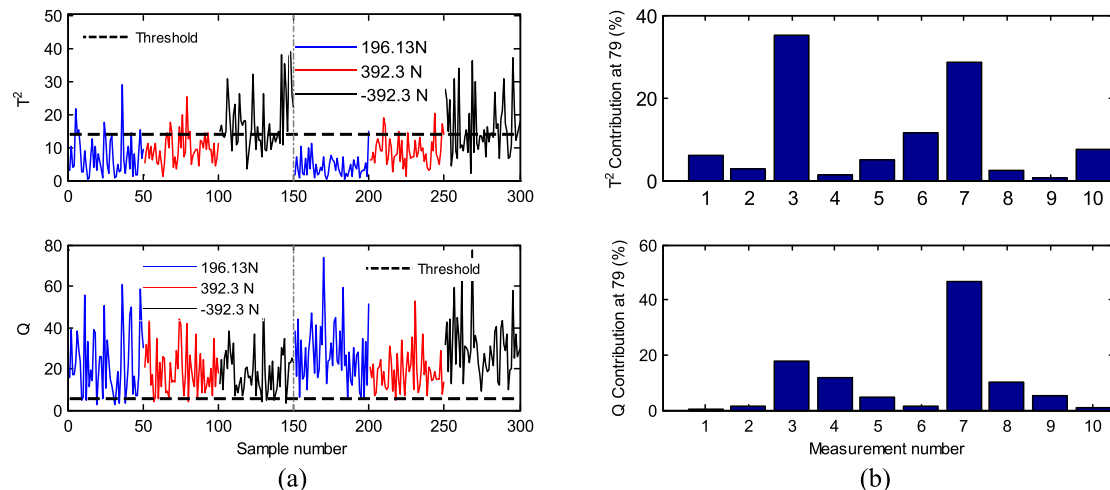 50
40
30
20
10
0
T²
Threshold
196.13N
392.3 N
-392.3 N
0 50 100 150 200 250 300
80
60
40
20
0
Q
196.13N
392.3 N
-392.3 N
Threshold
0 50 100 150 200 250 300
Sample number
(a)
40
20
0
T² Contribution at 79 (%)
1 2 3 4 5 6 7 8 9 10
60
40
20
0
Q Contribution at 79 (%)
1 2 3 4 5 6 7 8 9 10
Measurement number
(b)